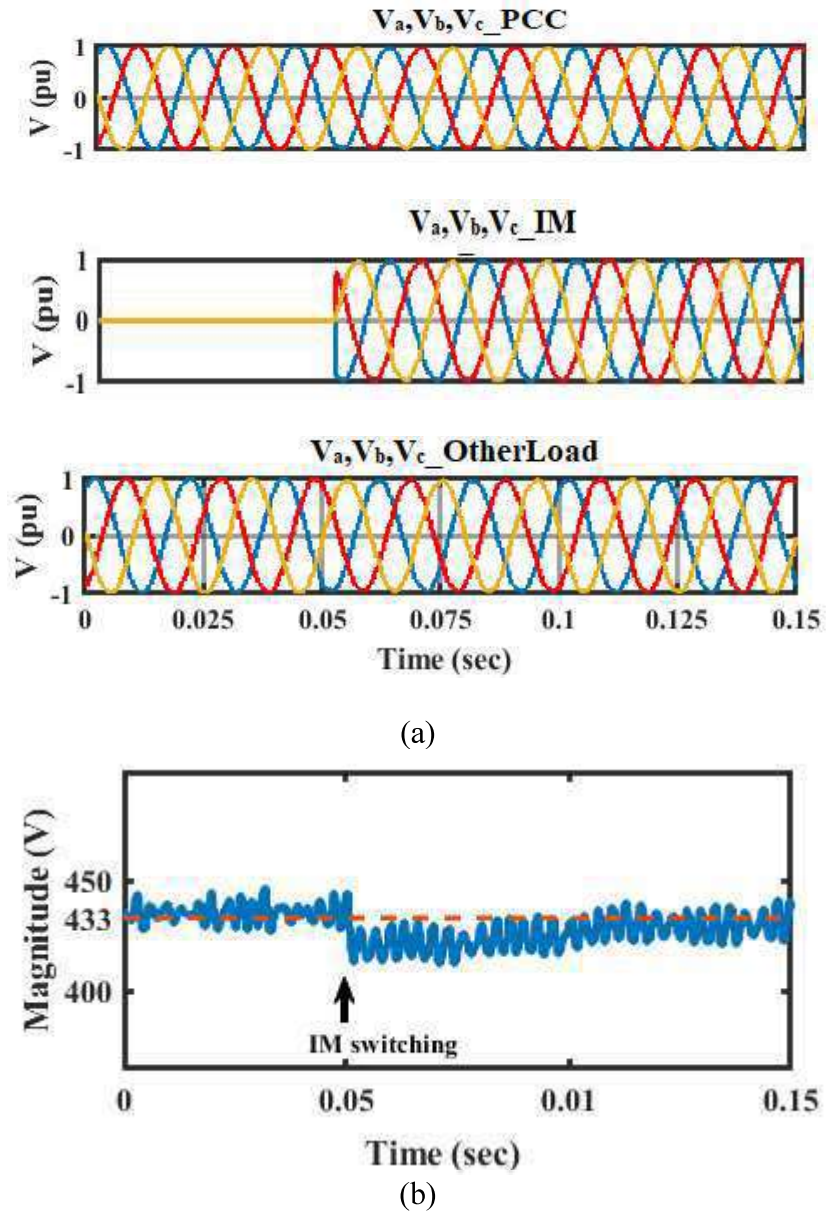 Va,Vb,Vc_PCC
1
V (pu)
0
-1
Va,Vb,Vc_IM
1
V (pu)
0
-1
Va,Vb,Vc_OtherLoad
1
V (pu)
0
-1
0 0.025 0.05 0.075 0.1 0.125 0.15
Time (sec)
(a)
Magnitude (V)
450
433
400
IM switching
0 0.05 0.01 0.15
Time (sec)
(b)